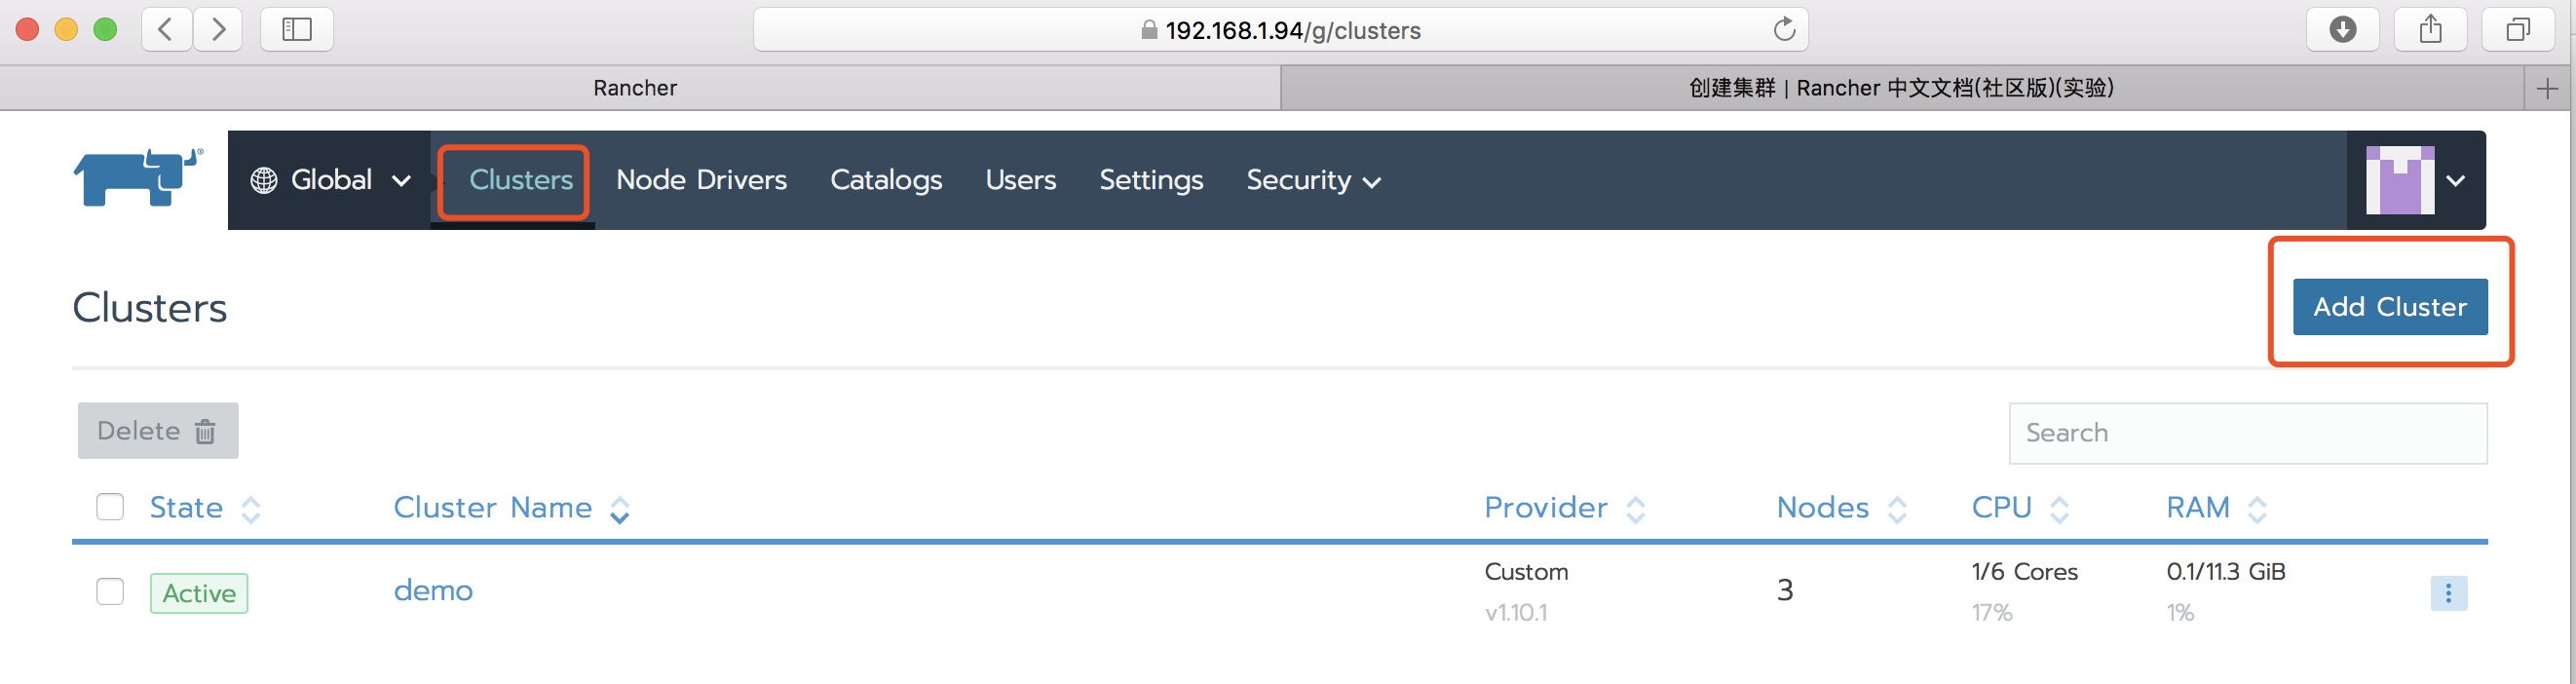 192.168.1.94/g/clusters
Rancher
创建集群 | Rancher 中文文档(社区版)(实验)
Global Clusters Node Drivers Catalogs Users Settings Security
Clusters
Add Cluster
Delete
Search
State Cluster Name Provider Nodes CPU RAM
Active demo Custom 3 1/6 Cores 0.1/11.3 GiB
v1.10.1 17% 1%